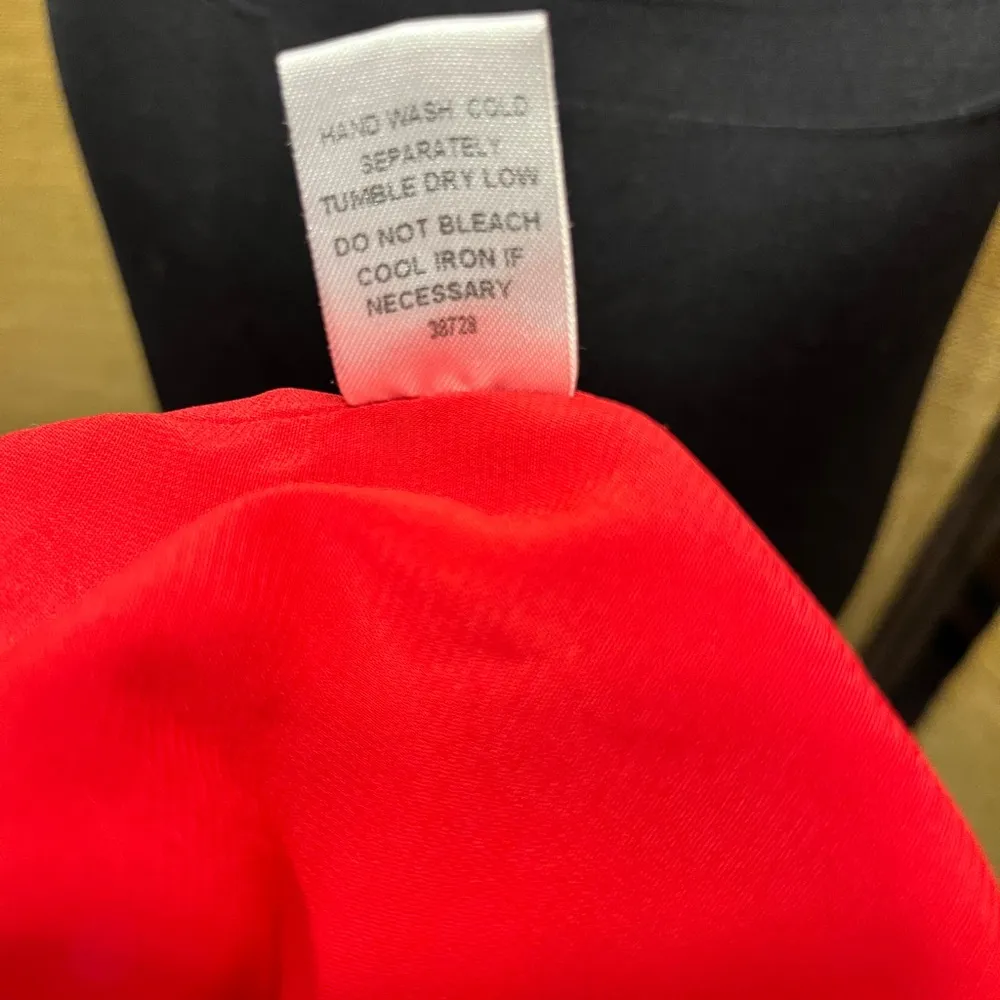 HAND WASH COLD
SEPARATELY
TUMBLE DRY LOW
DO NOT BLEACH
COOL IRON IF
NECESSARY
38728